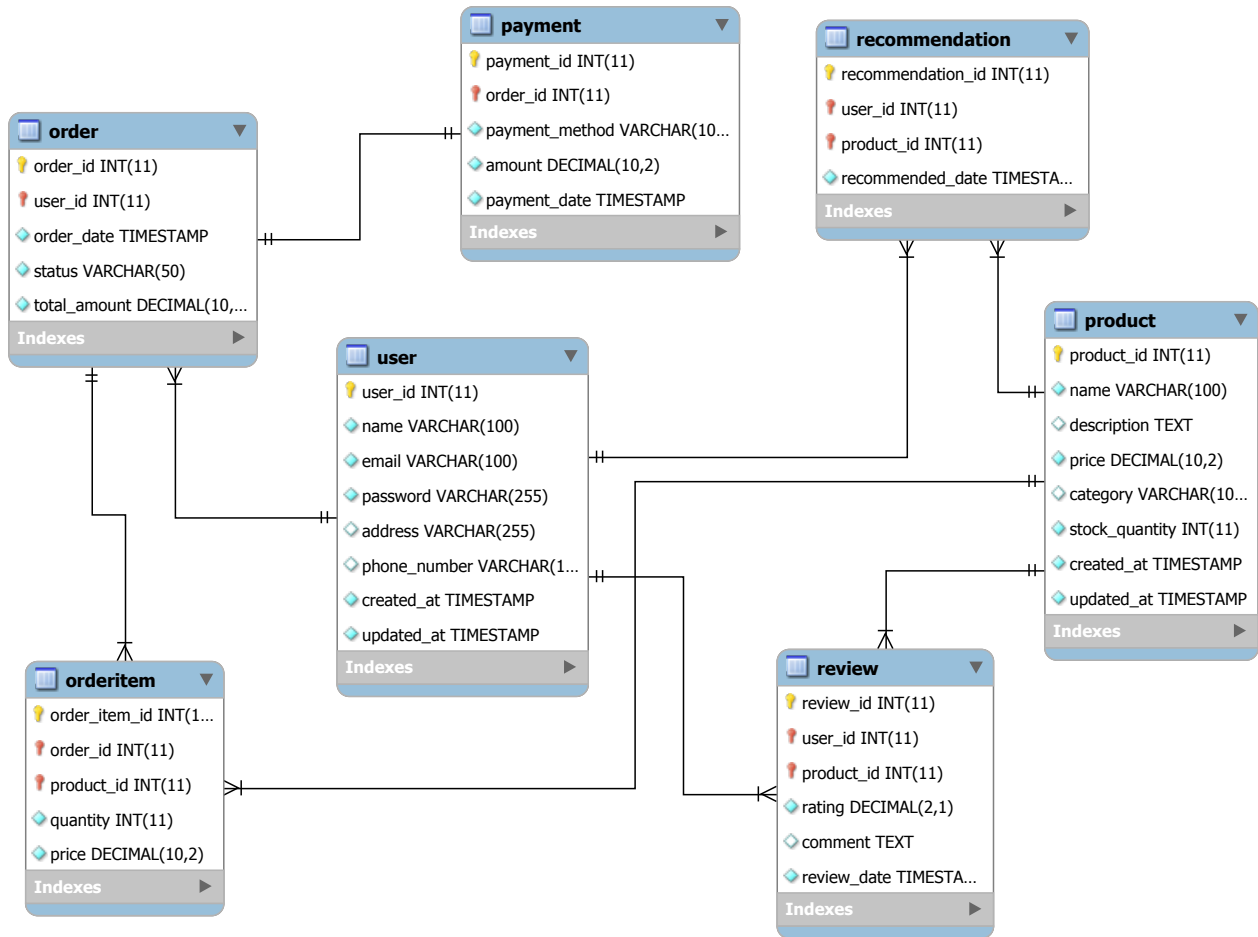 payment
payment_id INT(11)
order_id INT(11)
payment_method VARCHAR(10...
amount DECIMAL(10,2)
payment_date TIMESTAMP
Indexes
recommendation
recommendation_id INT(11)
user_id INT(11)
product_id INT(11)
recommended_date TIMESTA...
Indexes
order
order_id INT(11)
user_id INT(11)
order_date TIMESTAMP
status VARCHAR(50)
total_amount DECIMAL(10,...
Indexes
user
user_id INT(11)
name VARCHAR(100)
email VARCHAR(100)
password VARCHAR(255)
address VARCHAR(255)
phone_number VARCHAR(1...
created_at TIMESTAMP
updated_at TIMESTAMP
Indexes
product
product_id INT(11)
name VARCHAR(100)
description TEXT
price DECIMAL(10,2)
category VARCHAR(10...
stock_quantity INT(11)
created_at TIMESTAMP
updated_at TIMESTAMP
Indexes
orderitem
order_item_id INT(1...
order_id INT(11)
product_id INT(11)
quantity INT(11)
price DECIMAL(10,2)
Indexes
review
review_id INT(11)
user_id INT(11)
product_id INT(11)
rating DECIMAL(2,1)
comment TEXT
review_date TIMESTA...
Indexes